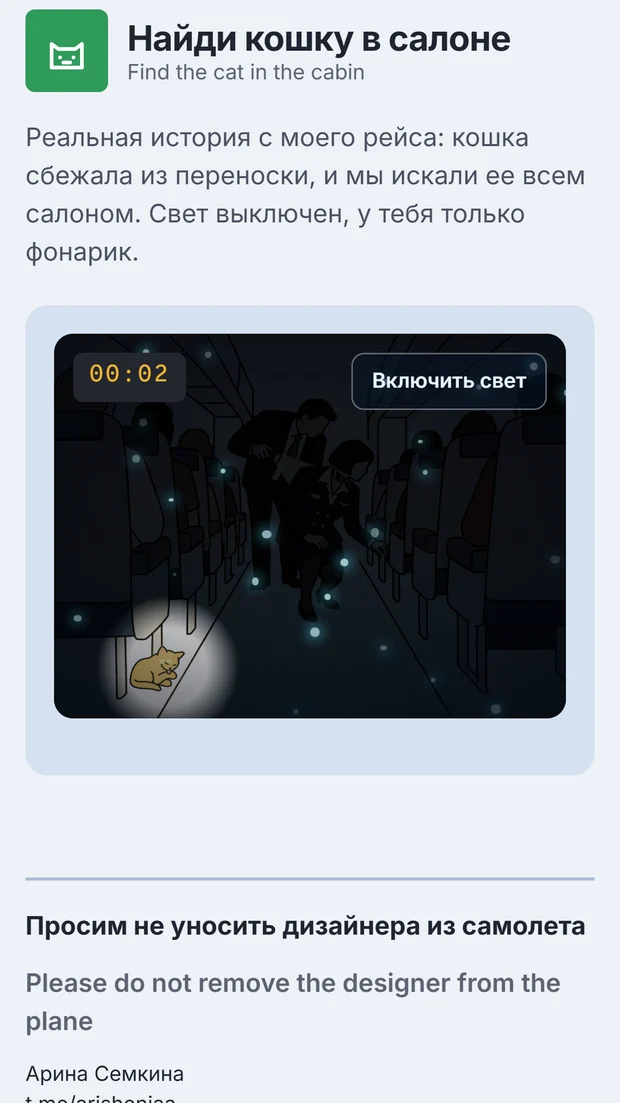 Найди кошку в салоне
Find the cat in the cabin
Реальная история с моего рейса: кошка
сбежала из переноски, и мы искали ее всем
салоном. Свет выключен, у тебя только
фонарик.
00:02
Включить свет
Просим не уносить дизайнера из самолета
Please do not remove the designer from the
plane
Арина Семкина